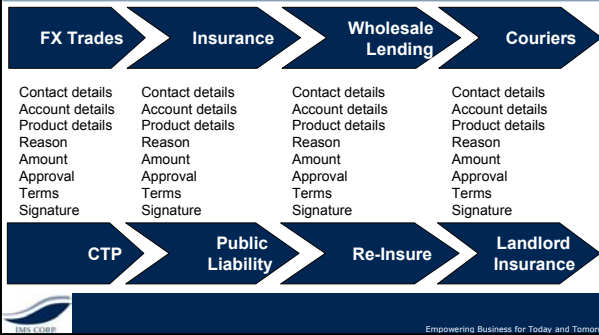 FX Trades
Insurance
Wholesale
Lending
Couriers
Contact details
Account details
Product details
Reason
Amount
Approval
Terms
Signature
Contact details
Account details
Product details
Reason
Amount
Approval
Terms
Signature
Contact details
Account details
Product details
Reason
Amount
Approval
Terms
Signature
Contact details
Account details
Product details
Reason
Amount
Approval
Terms
Signature
CTP
Public
Liability
Re-Insure
Landlord
Insurance
IMS CORP
Empowering Business for Today and Tomor